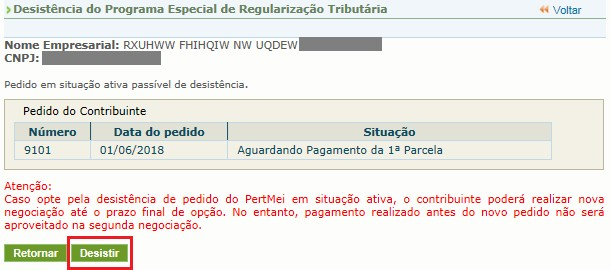 Desistência do Programa Especial de Regularização Tributária
Voltar
Nome Empresarial: RXUHWW FHIHQIW NW UQDEW
CNPJ:
Pedido em situação ativa passível de desistência.
Pedido do Contribuinte
Número Data do pedido Situação
9101 01/06/2018 Aguardando Pagamento da 1ª Parcela
Atenção:
Caso opte pela desistência de pedido do PertMei em situação ativa, o contribuinte poderá realizar nova
negociação até o prazo final de opção. No entanto, pagamento realizado antes do novo pedido não será
aproveitado na segunda negociação.
Retornar Desistir